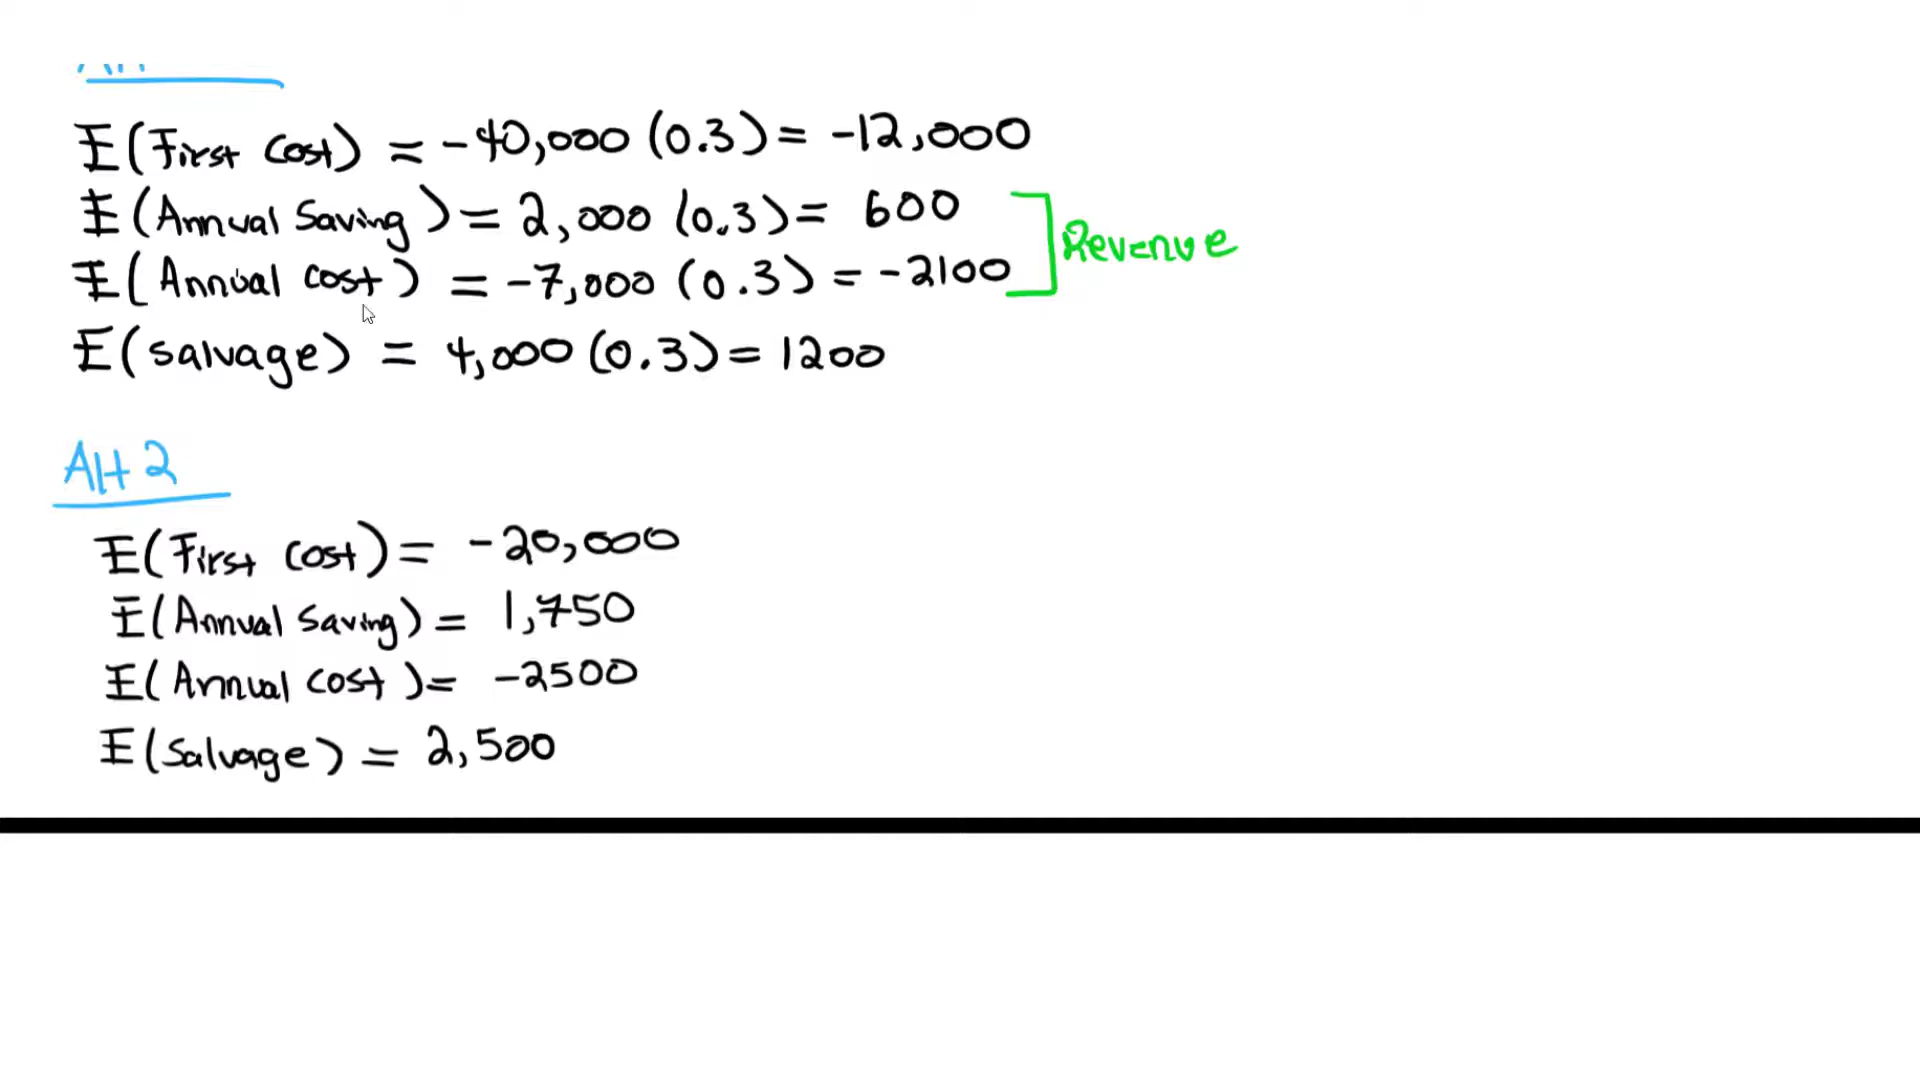 E(First Cost) = -40,000 (0.3) = -12,000
E(Annual Saving) = 2,000 (0.3) = 600
Revenue
E(Annual cost) = -7,000 (0.3) = -2100
E(salvage) = 4,000 (0.3) = 1200
Alt 2
E(First Cost) = -20,000
E(Annual Saving) = 1,750
E(Annual Cost) = -2500
E(Salvage) = 2,500